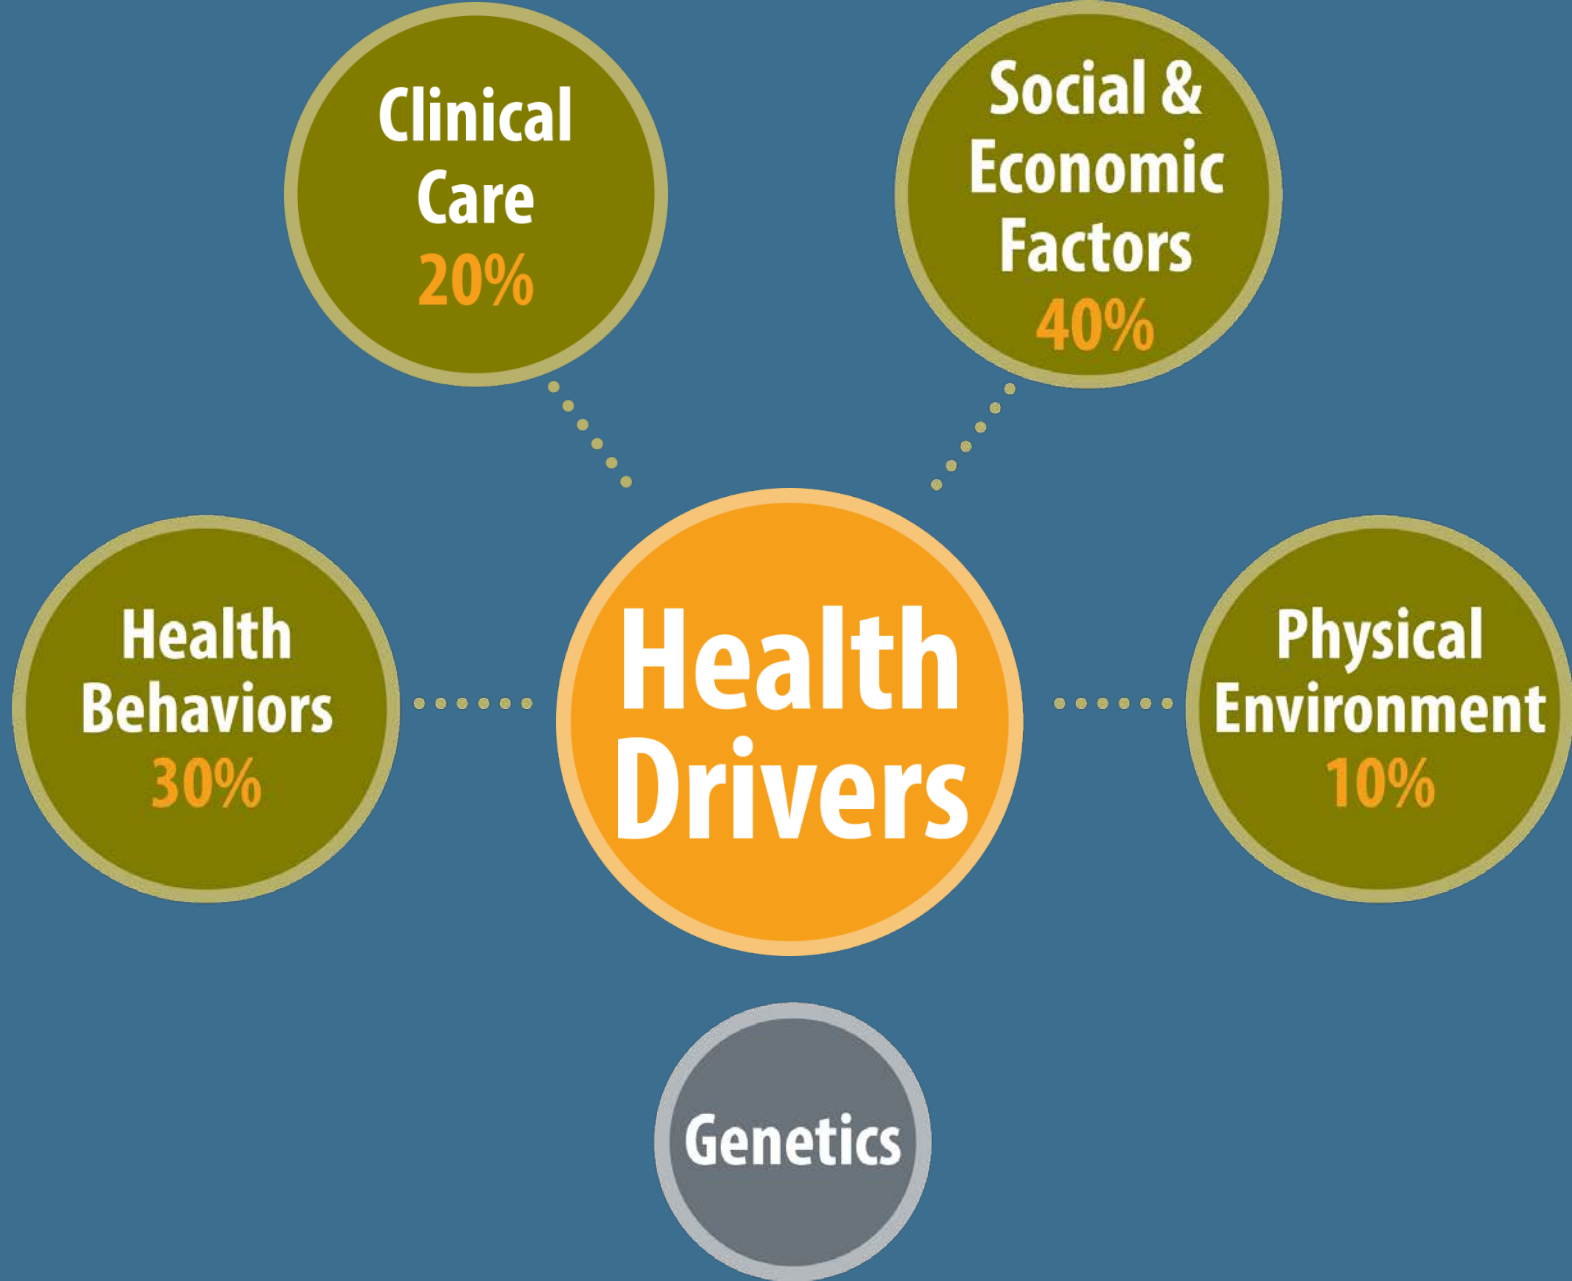 Clinical
Care
20%
Social &
Economic
Factors
40%
Health
Behaviors
30%
Health
Drivers
Physical
Environment
10%
Genetics